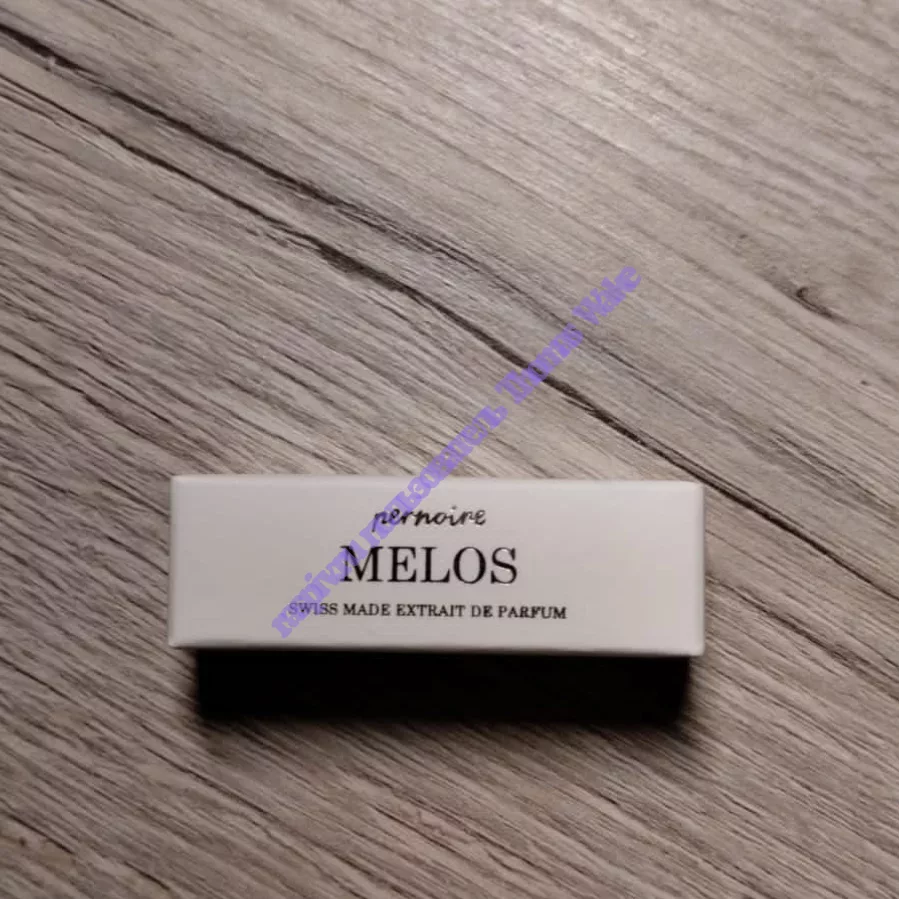 pernoire
MELOS
SWISS MADE EXTRAIT DE PARFUM